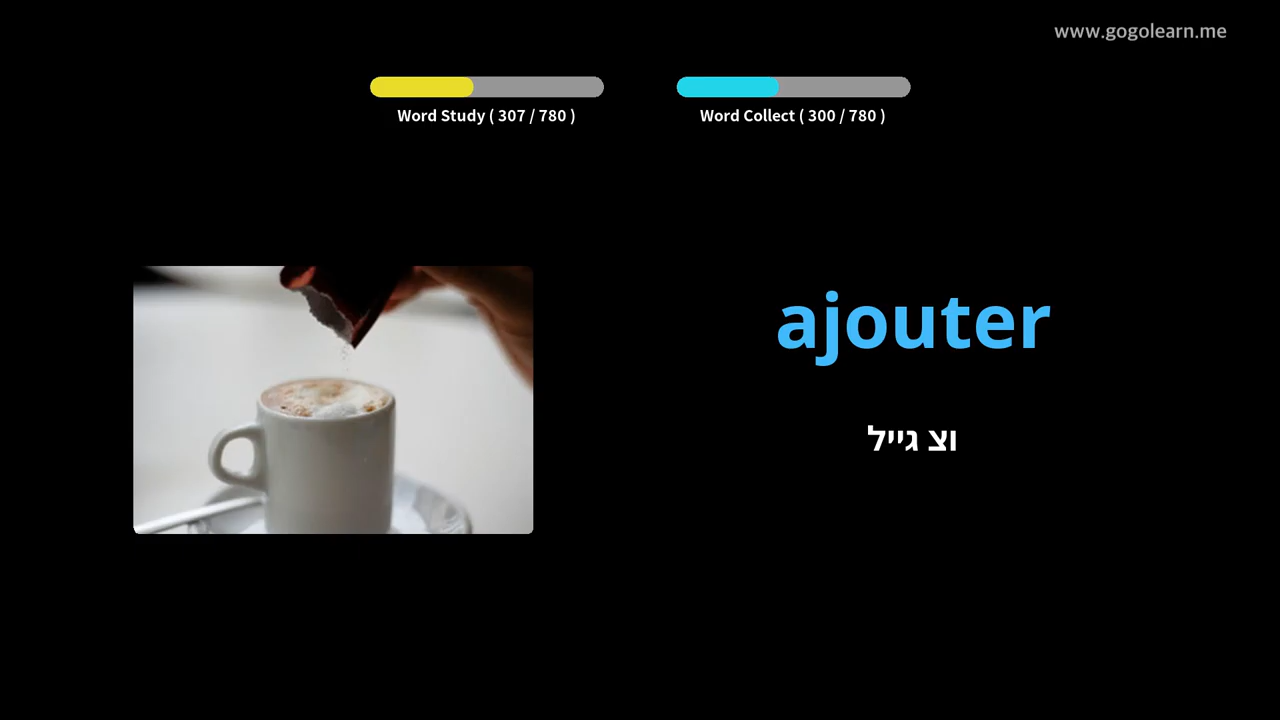 www.gogolearn.me
Word Study ( 307 / 780 )
Word Collect ( 300 / 780 )
ajouter
וצ גייל